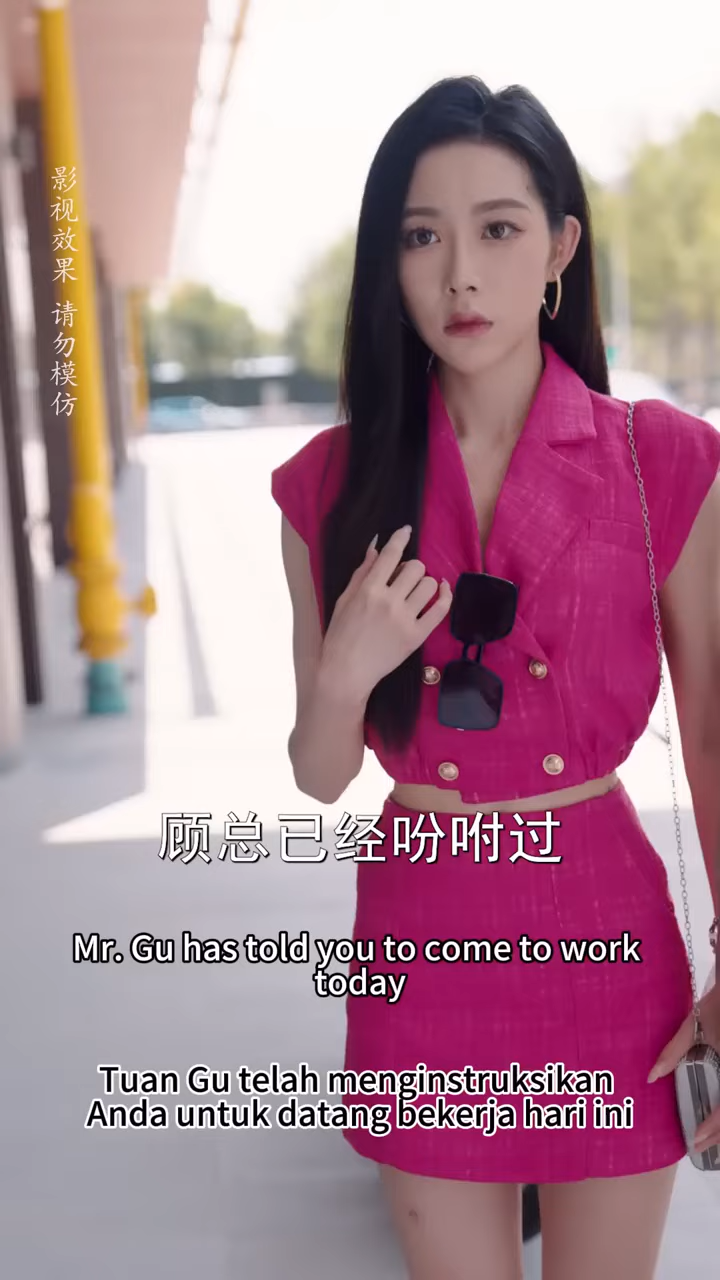 影视效果 请勿模仿
顾总已经吩咐过
Mr. Gu has told you to come to work
today
Tuan Gu telah menginstruksikan
Anda untuk datang bekerja hari ini